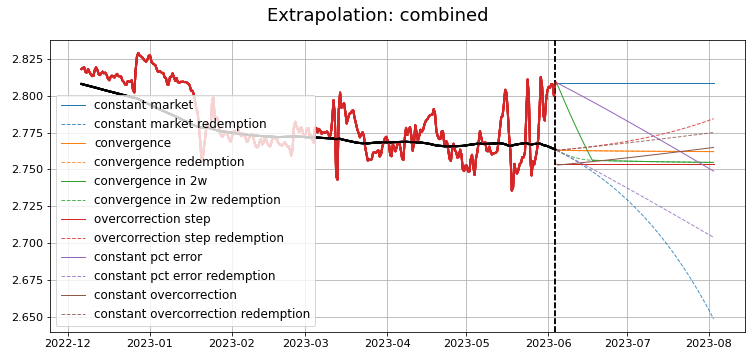 Extrapolation: combined
2.825
2.800
2.775
2.750
2.725
2.700
2.675
2.650
constant market
constant market redemption
convergence
convergence redemption
convergence in 2w
convergence in 2w redemption
overcorrection step
overcorrection step redemption
constant pct error
constant pct error redemption
constant overcorrection
constant overcorrection redemption
2022-12 2023-01 2023-02 2023-03 2023-04 2023-05 2023-06 2023-07 2023-08